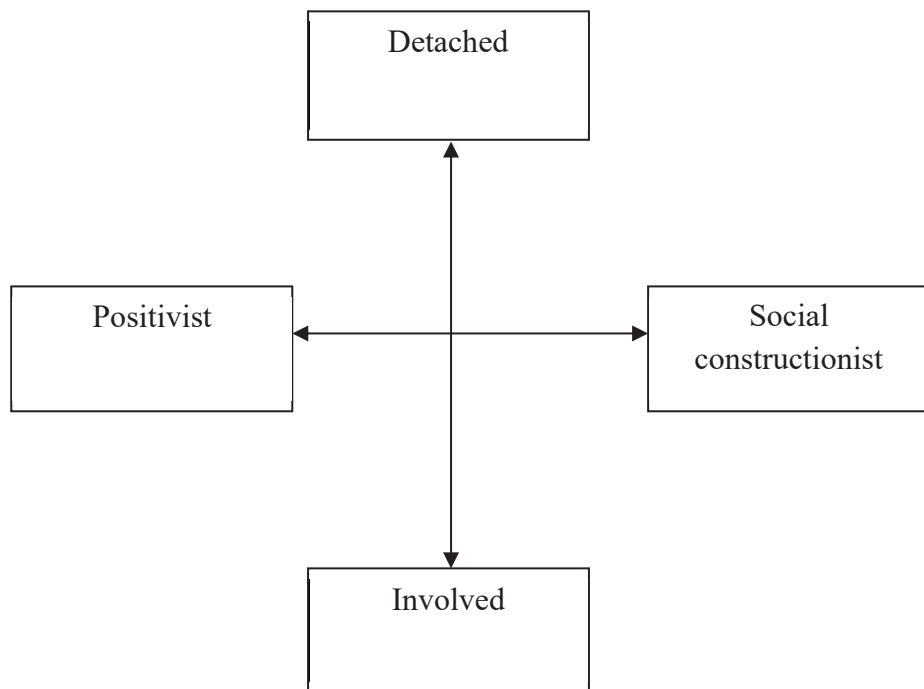 Detached
Positivist
Social
constructionist
Involved